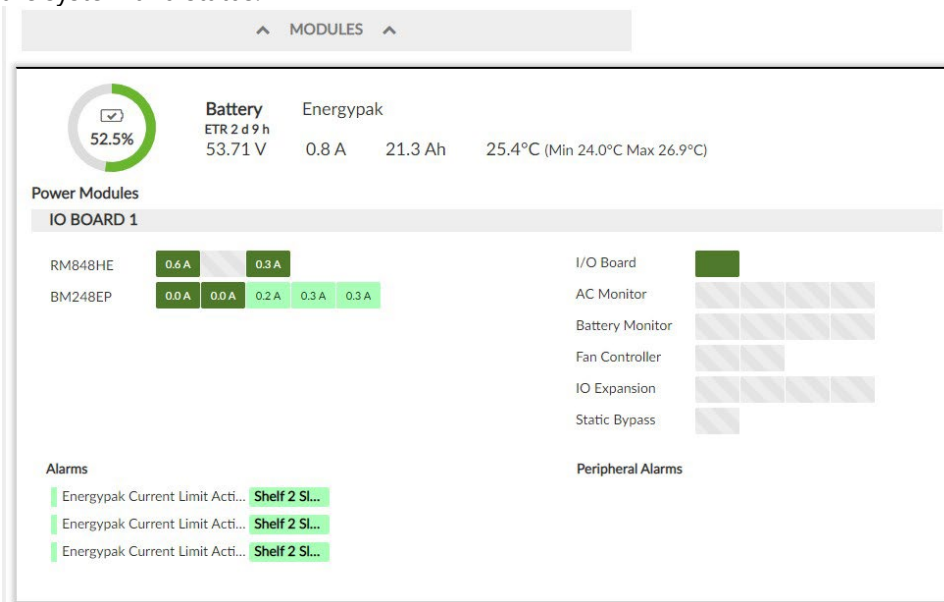 MODULES
52.5%
Battery Energypak
ETR 2 d 9 h
53.71 V 0.8 A 21.3 Ah 25.4°C (Min 24.0°C Max 26.9°C)
Power Modules
IO BOARD 1
RM848HE 0.6 A 0.3 A
BM248EP 0.0 A 0.0 A 0.2 A 0.3 A 0.3 A
I/O Board
AC Monitor
Battery Monitor
Fan Controller
IO Expansion
Static Bypass
Alarms
Energypak Current Limit Acti... Shelf 2 Sl...
Energypak Current Limit Acti... Shelf 2 Sl...
Energypak Current Limit Acti... Shelf 2 Sl...
Peripheral Alarms